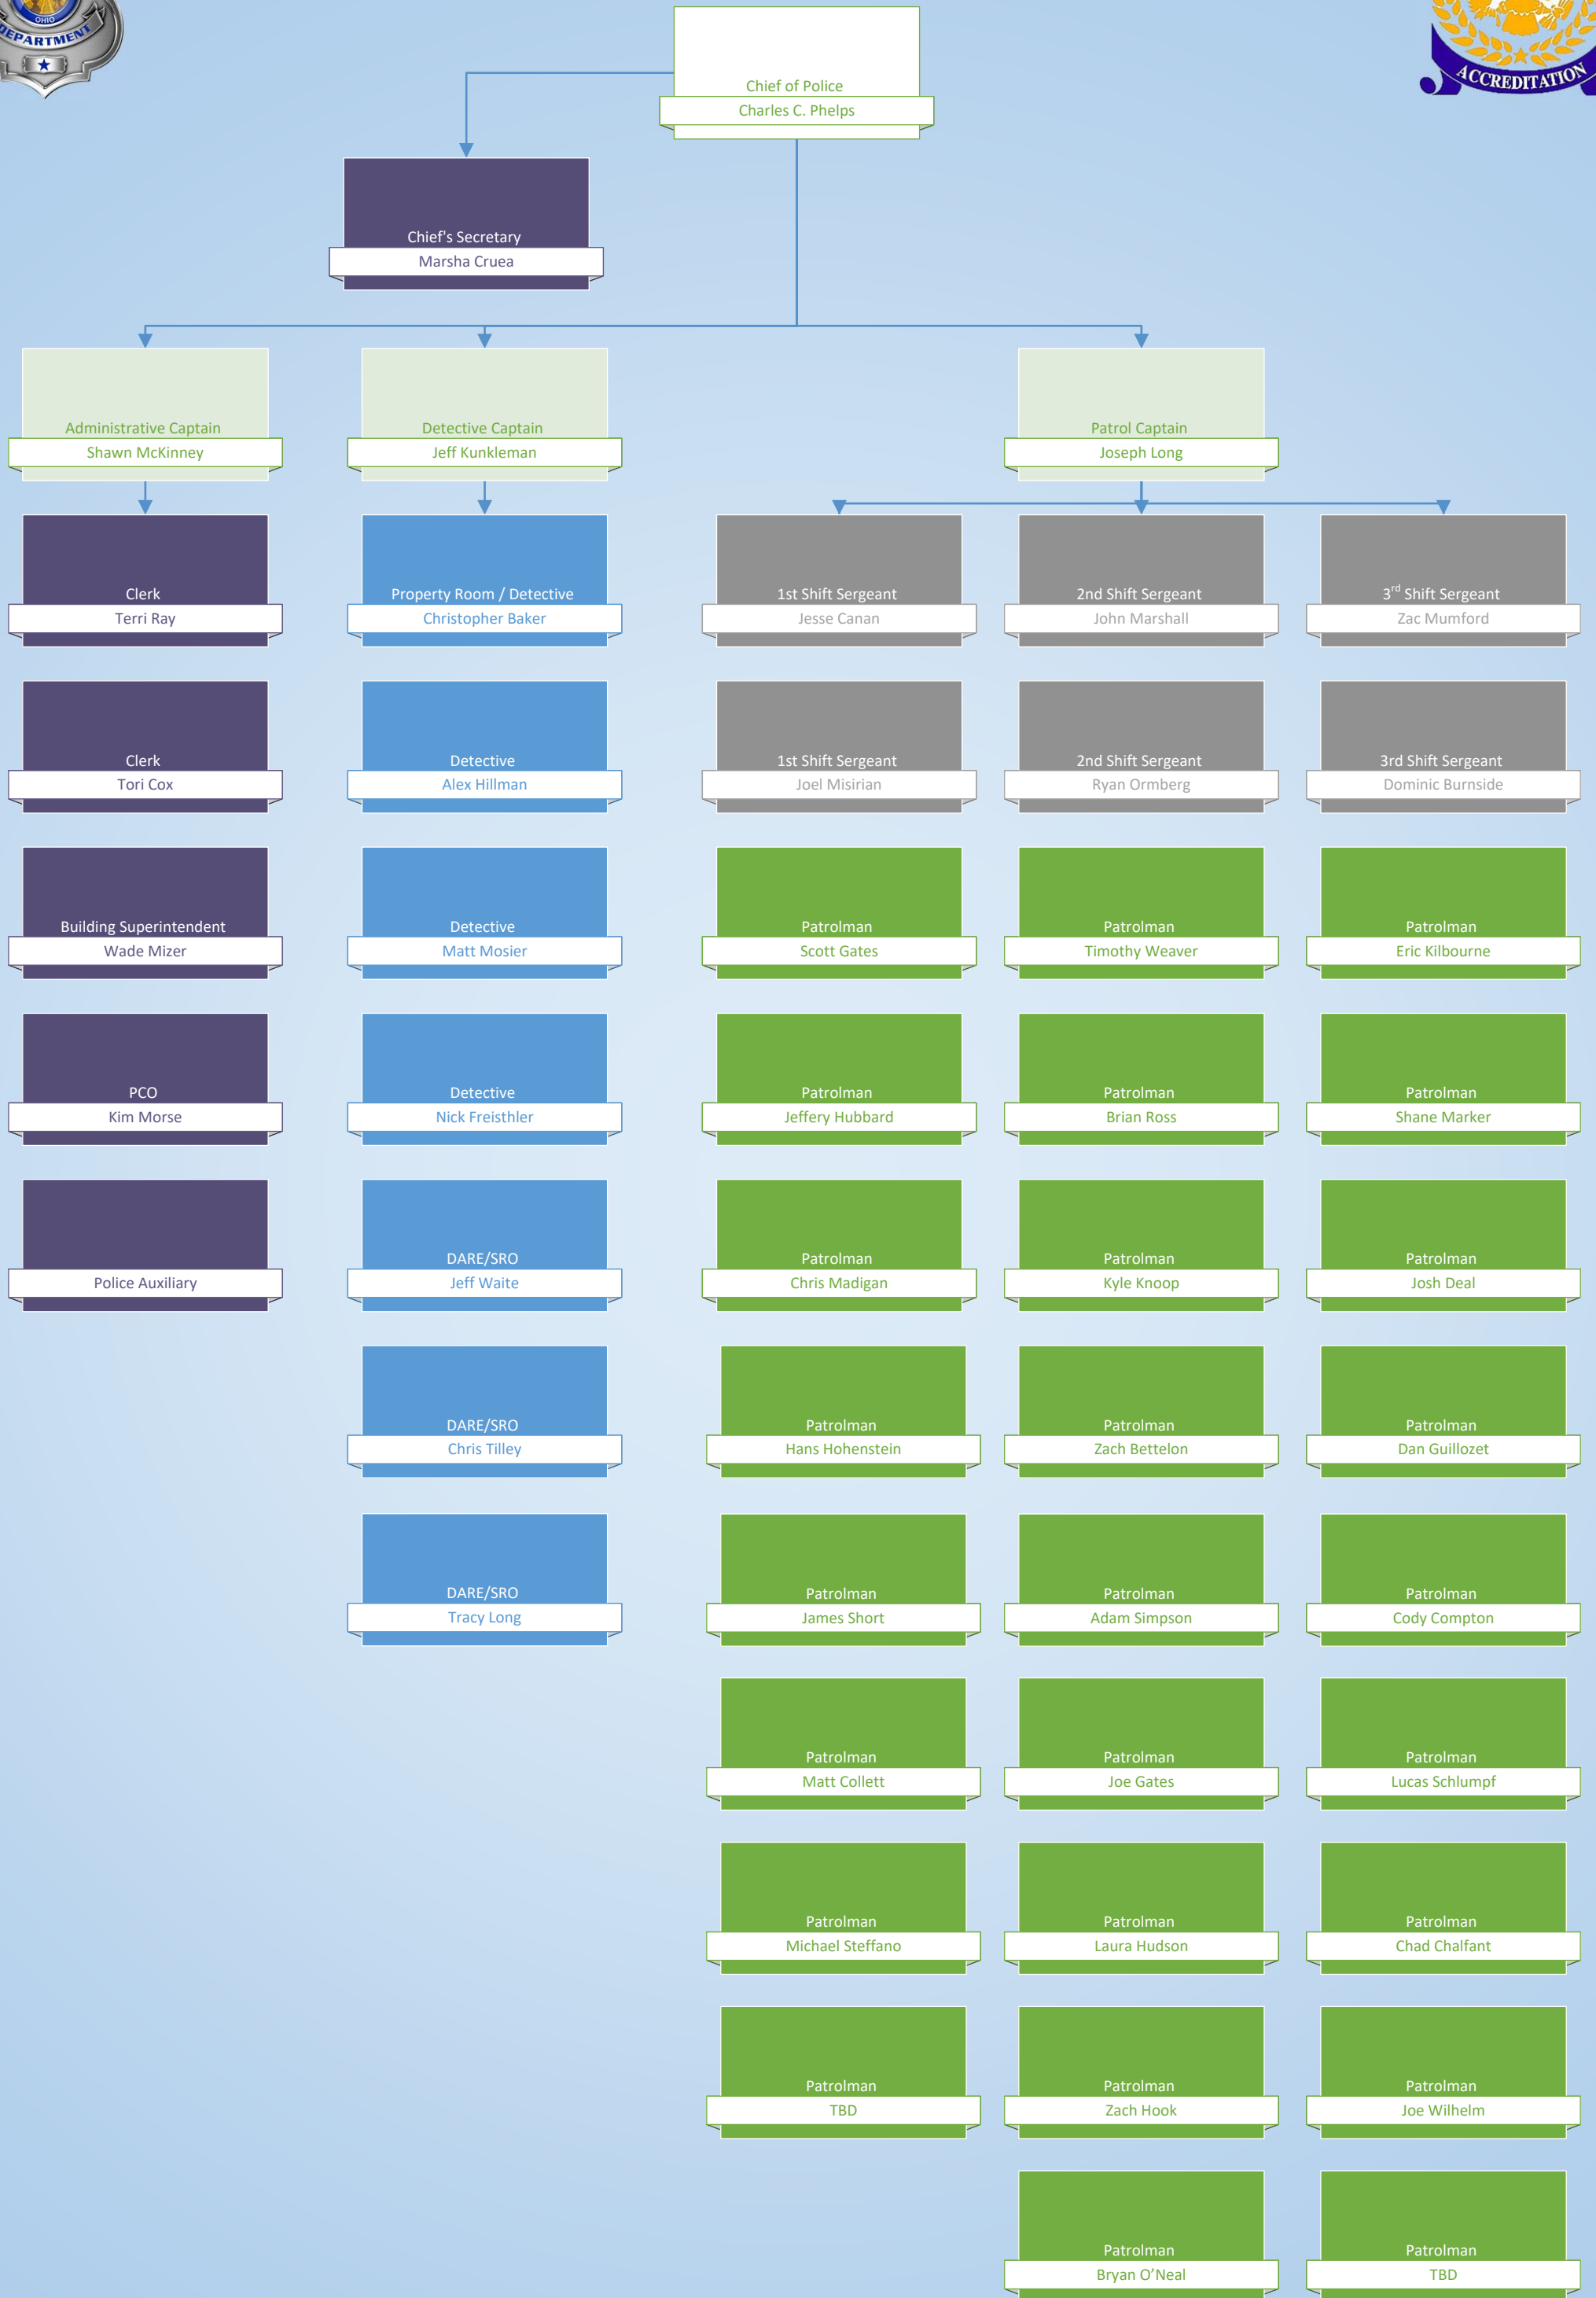 OHIO
DEPARTMENT
ACCREDITATION
Chief of Police
Charles C. Phelps
Chief's Secretary
Marsha Cruea
Administrative Captain
Shawn McKinney
Detective Captain
Jeff Kunkleman
Patrol Captain
Joseph Long
Clerk
Terri Ray
Property Room / Detective
Christopher Baker
1st Shift Sergeant
Jesse Canan
2nd Shift Sergeant
John Marshall
3rd Shift Sergeant
Zac Mumford
Clerk
Tori Cox
Detective
Alex Hillman
1st Shift Sergeant
Joel Misirian
2nd Shift Sergeant
Ryan Ormberg
3rd Shift Sergeant
Dominic Burnside
Building Superintendent
Wade Mizer
Detective
Matt Mosier
Patrolman
Scott Gates
Patrolman
Timothy Weaver
Patrolman
Eric Kilbourne
PCO
Kim Morse
Detective
Nick Freisthler
Patrolman
Jeffery Hubbard
Patrolman
Brian Ross
Patrolman
Shane Marker
Police Auxiliary
DARE/SRO
Jeff Waite
Patrolman
Chris Madigan
Patrolman
Kyle Knoop
Patrolman
Josh Deal
DARE/SRO
Chris Tilley
Patrolman
Hans Hohenstein
Patrolman
Zach Bettelon
Patrolman
Dan Guillozet
DARE/SRO
Tracy Long
Patrolman
James Short
Patrolman
Adam Simpson
Patrolman
Cody Compton
Patrolman
Matt Collett
Patrolman
Joe Gates
Patrolman
Lucas Schlumpf
Patrolman
Michael Steffano
Patrolman
Laura Hudson
Patrolman
Chad Chalfant
Patrolman
TBD
Patrolman
Zach Hook
Patrolman
Joe Wilhelm
Patrolman
Bryan O’Neal
Patrolman
TBD